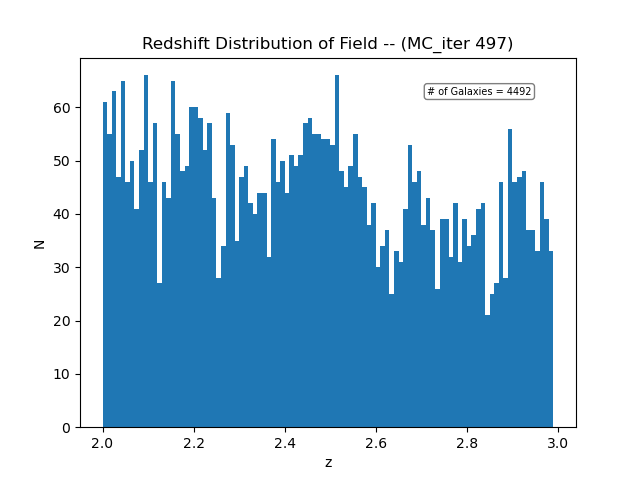 Redshift Distribution of Field -- (MC_iter 497)
# of Galaxies = 4492
60
50
40
30
20
10
0
N
2.0 2.2 2.4 2.6 2.8 3.0
z